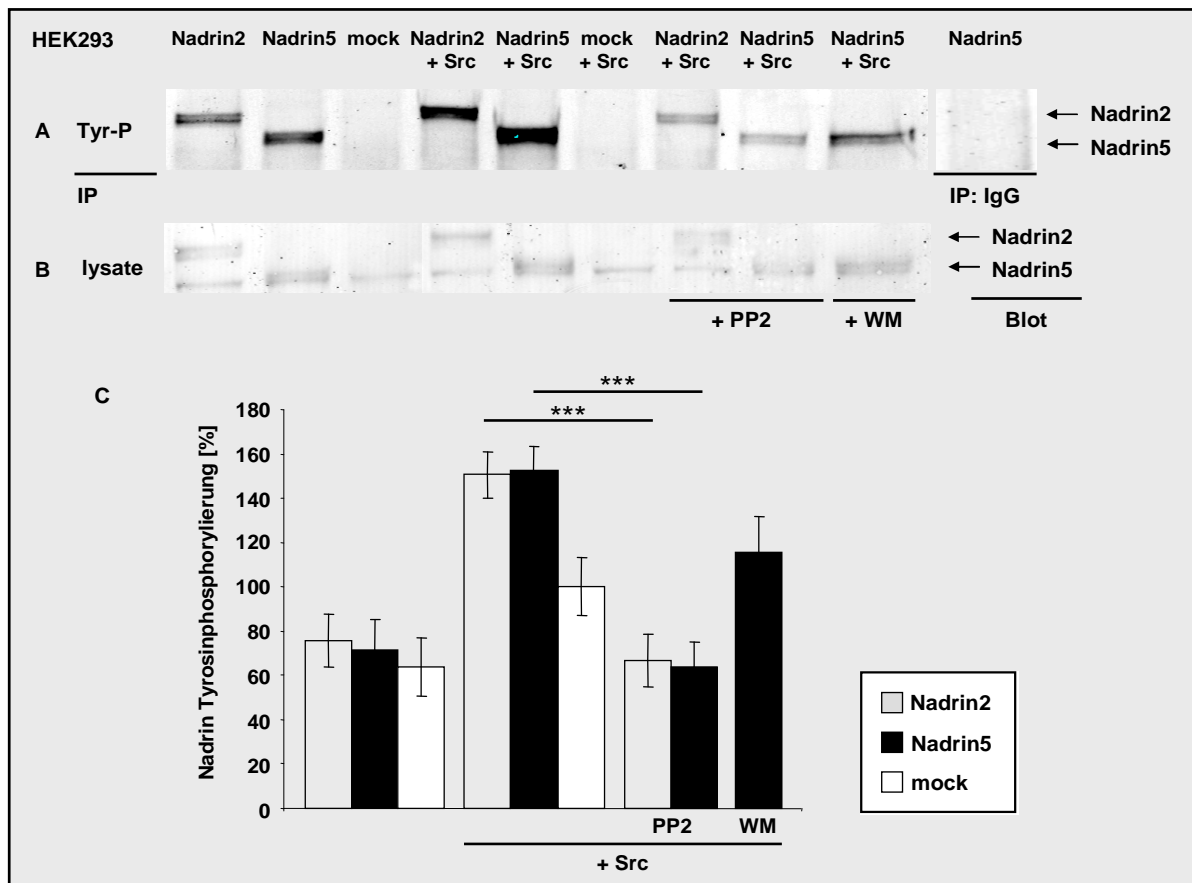 HEK293 Nadrin2 Nadrin5 mock Nadrin2 Nadrin5 mock Nadrin2 Nadrin5 Nadrin5 Nadrin5
+ Src + Src + Src + Src + Src + Src
A Tyr-P Nadrin2
Nadrin5
IP IP: IgG
Nadrin2
B lysate Nadrin5
+ PP2 + WM Blot
C
***
***
Nadrin Tyrosinphosphorylierung [%]
180
160
140
120
100
80
60
40
20
0
PP2 WM
+ Src
Nadrin2
Nadrin5
mock